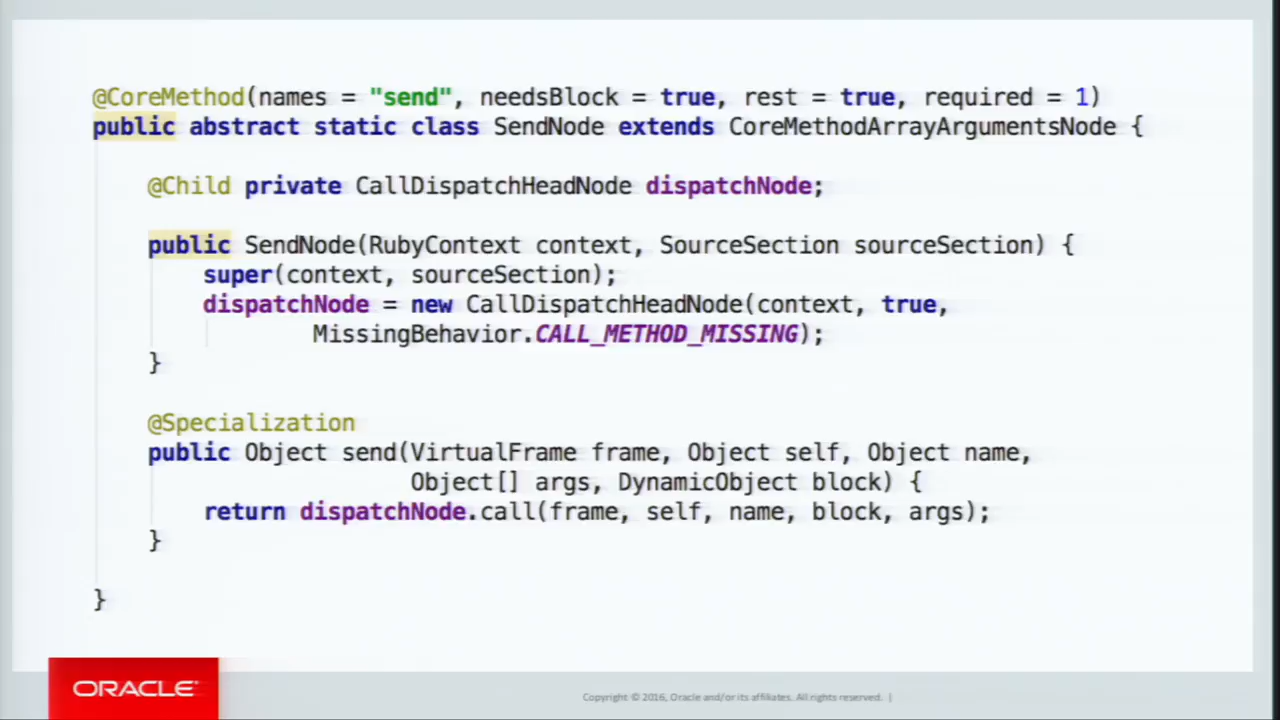 @CoreMethod(names = "send", needsBlock = true, rest = true, required = 1)
public abstract static class SendNode extends CoreMethodArrayArgumentsNode {
@Child private CallDispatchHeadNode dispatchNode;
public SendNode(RubyContext context, SourceSection sourceSection) {
super(context, sourceSection);
dispatchNode = new CallDispatchHeadNode(context, true,
MissingBehavior.CALL_METHOD_MISSING);
}
@Specialization
public Object send(VirtualFrame frame, Object self, Object name,
Object[] args, DynamicObject block) {
return dispatchNode.call(frame, self, name, block, args);
}
}
ORACLE®
Copyright © 2016, Oracle and/or its affiliates. All rights reserved. |